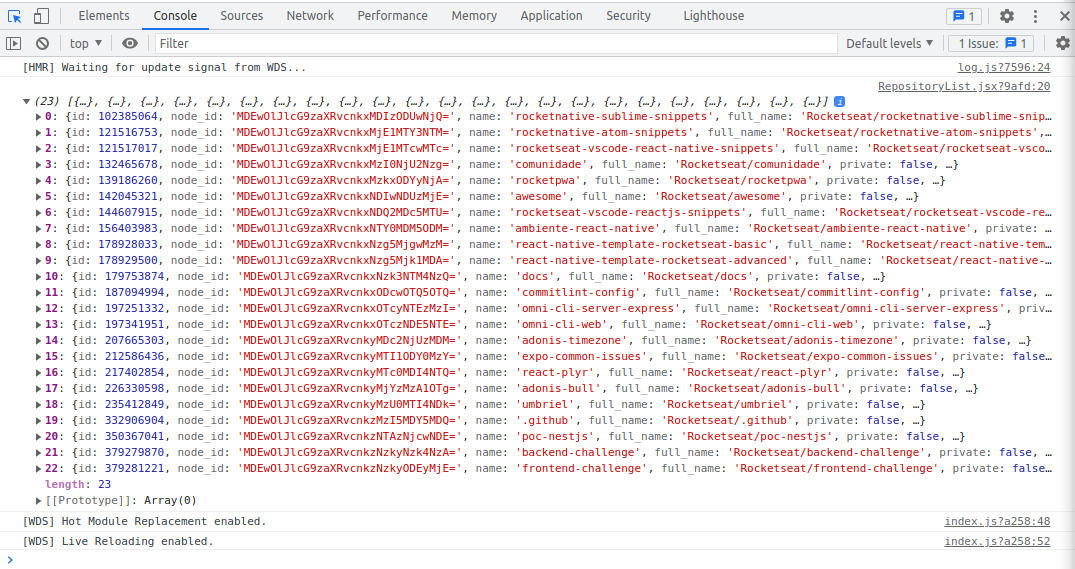 Elements Console Sources Network Performance Memory Application Security Lighthouse 1
top Filter Default levels 1 Issue: 1
[HMR] Waiting for update signal from WDS... log.js?7596:24
RepositoryList.jsx?9afd:20
(23) [{…}, {…}, {…}, {…}, {…}, {…}, {…}, {…}, {…}, {…}, {…}, {…}, {…}, {…}, {…}, {…}, {…}, {…}, {…}, {…}, {…}, {…}, {…}] i
0: {id: 102385064, node_id: 'MDEwOlJlcG9zaXRvcnkxMDIzODUwNjQ=', name: 'rocketnative-sublime-snippets', full_name: 'Rocketseat/rocketnative-sublime-snip…
1: {id: 121516753, node_id: 'MDEwOlJlcG9zaXRvcnkxMjE1MTY3NTM=', name: 'rocketnative-atom-snippets', full_name: 'Rocketseat/rocketnative-atom-snippets',…
2: {id: 121517017, node_id: 'MDEwOlJlcG9zaXRvcnkxMjE1MTcwMTc=', name: 'rocketseat-vscode-react-native-snippets', full_name: 'Rocketseat/rocketseat-vsco…
3: {id: 132465678, node_id: 'MDEwOlJlcG9zaXRvcnkxMzI0NjU2Nzg=', name: 'comunidade', full_name: 'Rocketseat/comunidade', private: false, …}
4: {id: 139186260, node_id: 'MDEwOlJlcG9zaXRvcnkxMzkxODYyNjA=', name: 'rocketpwa', full_name: 'Rocketseat/rocketpwa', private: false, …}
5: {id: 142045321, node_id: 'MDEwOlJlcG9zaXRvcnkxNDIwNDUzMjE=', name: 'awesome', full_name: 'Rocketseat/awesome', private: false, …}
6: {id: 144607915, node_id: 'MDEwOlJlcG9zaXRvcnkxNDQ2MDc5MTU=', name: 'rocketseat-vscode-reactjs-snippets', full_name: 'Rocketseat/rocketseat-vscode-re…
7: {id: 156403983, node_id: 'MDEwOlJlcG9zaXRvcnkxNTY0MDM5ODM=', name: 'ambiente-react-native', full_name: 'Rocketseat/ambiente-react-native', private: …
8: {id: 178928033, node_id: 'MDEwOlJlcG9zaXRvcnkxNzg5MjgwMzM=', name: 'react-native-template-rocketseat-basic', full_name: 'Rocketseat/react-native-tem…
9: {id: 178929500, node_id: 'MDEwOlJlcG9zaXRvcnkxNzg5Mjk1MDA=', name: 'react-native-template-rocketseat-advanced', full_name: 'Rocketseat/react-native-…
10: {id: 179753874, node_id: 'MDEwOlJlcG9zaXRvcnkxNzk3NTM4NzQ=', name: 'docs', full_name: 'Rocketseat/docs', private: false, …}
11: {id: 187094994, node_id: 'MDEwOlJlcG9zaXRvcnkxODcwOTQ5OTQ=', name: 'commitlint-config', full_name: 'Rocketseat/commitlint-config', private: false, …
12: {id: 197251332, node_id: 'MDEwOlJlcG9zaXRvcnkxOTcyNTEzMzI=', name: 'omni-cli-server-express', full_name: 'Rocketseat/omni-cli-server-express', priv…
13: {id: 197341951, node_id: 'MDEwOlJlcG9zaXRvcnkxOTczNDE5NTE=', name: 'omni-cli-web', full_name: 'Rocketseat/omni-cli-web', private: false, …}
14: {id: 207665303, node_id: 'MDEwOlJlcG9zaXRvcnkyMDc2NjUzMDM=', name: 'adonis-timezone', full_name: 'Rocketseat/adonis-timezone', private: false, …}
15: {id: 212586436, node_id: 'MDEwOlJlcG9zaXRvcnkyMTI1ODY0MzY=', name: 'expo-common-issues', full_name: 'Rocketseat/expo-common-issues', private: false…
16: {id: 217402854, node_id: 'MDEwOlJlcG9zaXRvcnkyMTc0MDI4NTQ=', name: 'react-plyr', full_name: 'Rocketseat/react-plyr', private: false, …}
17: {id: 226330598, node_id: 'MDEwOlJlcG9zaXRvcnkyMjYzMzA1OTg=', name: 'adonis-bull', full_name: 'Rocketseat/adonis-bull', private: false, …}
18: {id: 235412849, node_id: 'MDEwOlJlcG9zaXRvcnkyMzU0MTI4NDk=', name: 'umbriel', full_name: 'Rocketseat/umbriel', private: false, …}
19: {id: 332906904, node_id: 'MDEwOlJlcG9zaXRvcnkzMzI5MDY5MDQ=', name: '.github', full_name: 'Rocketseat/.github', private: false, …}
20: {id: 350367041, node_id: 'MDEwOlJlcG9zaXRvcnkzNTAzNjcwNDE=', name: 'poc-nestjs', full_name: 'Rocketseat/poc-nestjs', private: false, …}
21: {id: 379279870, node_id: 'MDEwOlJlcG9zaXRvcnkzNzkyNzk4NzA=', name: 'backend-challenge', full_name: 'Rocketseat/backend-challenge', private: false, …
22: {id: 379281221, node_id: 'MDEwOlJlcG9zaXRvcnkzNzkyODEyMjE=', name: 'frontend-challenge', full_name: 'Rocketseat/frontend-challenge', private: false…
length: 23
[[Prototype]]: Array(0)
[WDS] Hot Module Replacement enabled. index.js?a258:48
[WDS] Live Reloading enabled. index.js?a258:52